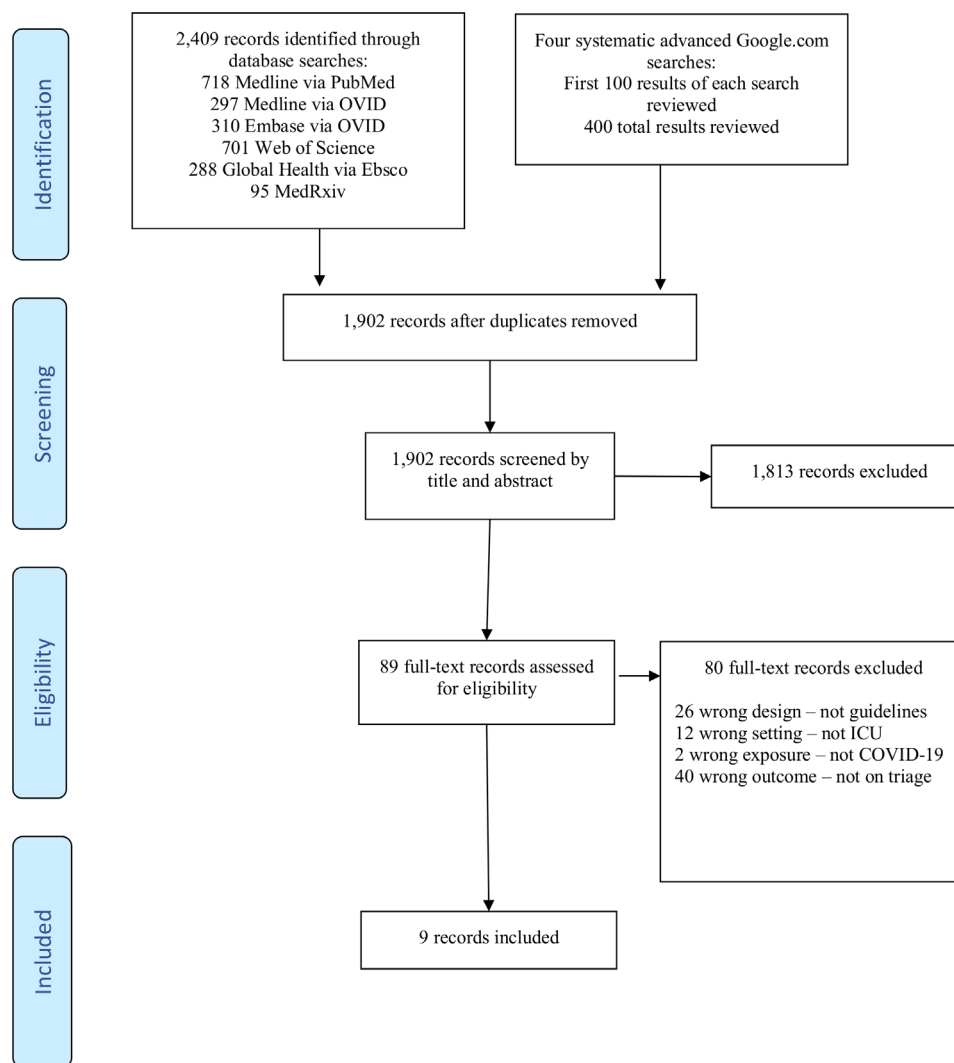 Identification
2,409 records identified through
database searches:
718 Medline via PubMed
297 Medline via OVID
310 Embase via OVID
701 Web of Science
288 Global Health via Ebsco
95 MedRxiv
Four systematic advanced Google.com
searches:
First 100 results of each search
reviewed
400 total results reviewed
Screening
1,902 records after duplicates removed
1,902 records screened by
title and abstract
1,813 records excluded
Eligibility
89 full-text records assessed
for eligibility
80 full-text records excluded
26 wrong design – not guidelines
12 wrong setting – not ICU
2 wrong exposure – not COVID-19
40 wrong outcome – not on triage
Included
9 records included